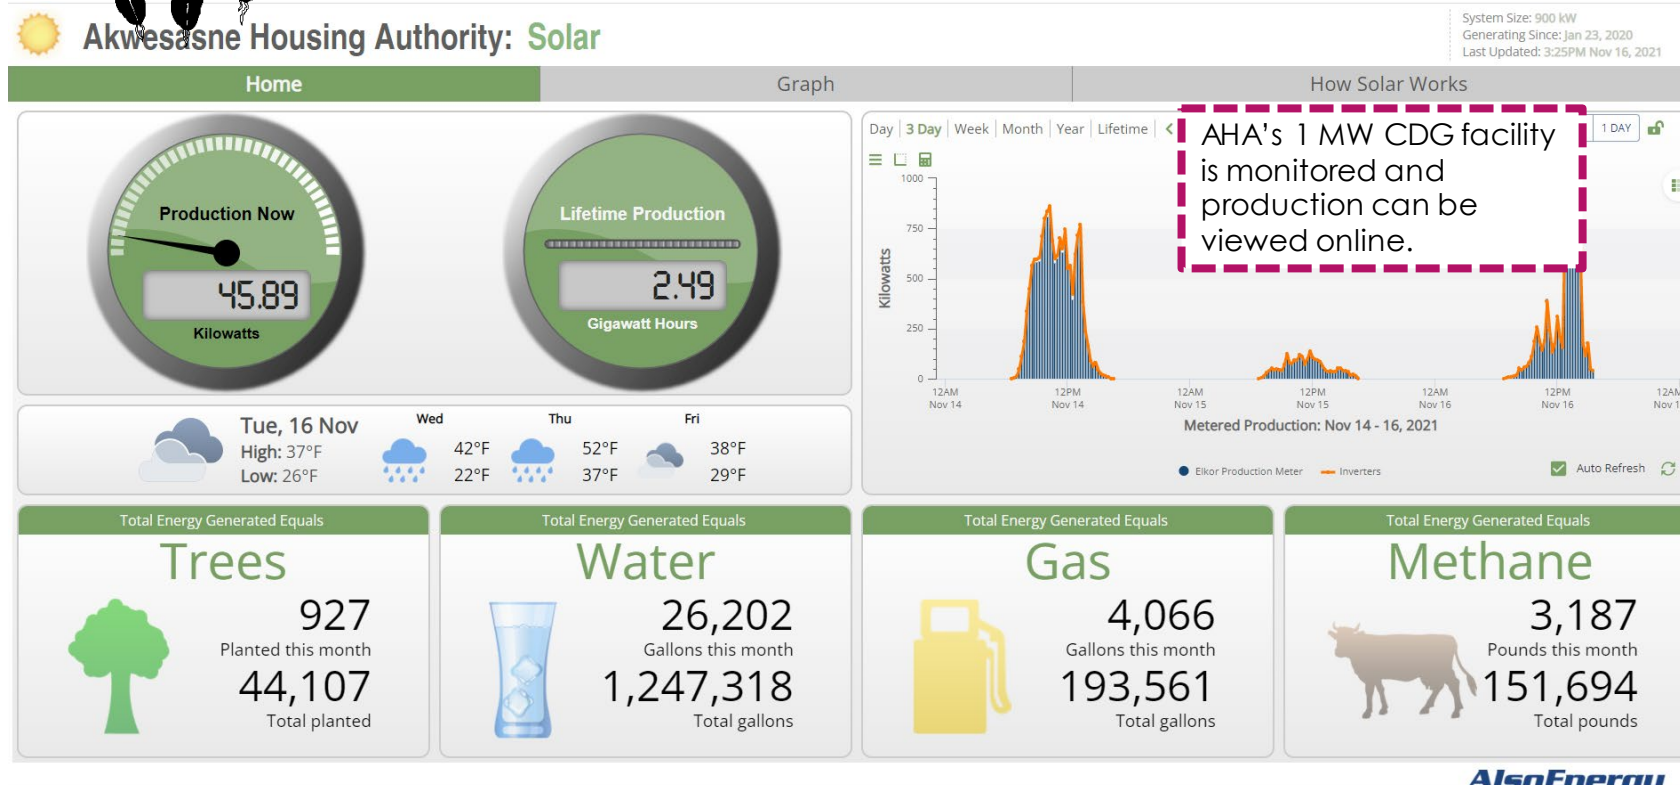 Akwesasne Housing Authority: Solar
System Size: 900 kW
Generating Since: Jan 23, 2020
Last Updated: 3:25PM Nov 16, 2021
Home
Graph
How Solar Works
Production Now
45.89
Kilowatts
Lifetime Production
2.49
Gigawatt Hours
Day | 3 Day | Week | Month | Year | Lifetime |
1 DAY
AHA's 1 MW CDG facility
is monitored and
production can be
viewed online.
Kilowatts
1000
750
500
250
0
12AM 12PM 12AM 12PM 12AM 12PM
Nov 14 Nov 14 Nov 15 Nov 15 Nov 16 Nov 16
Metered Production: Nov 14 - 16, 2021
Elkor Production Meter Inverters
Auto Refresh
Tue, 16 Nov
High: 37°F
Low: 26°F
Wed
42°F
22°F
Thu
52°F
37°F
Fri
38°F
29°F
Total Energy Generated Equals
Trees
927
Planted this month
44,107
Total planted
Total Energy Generated Equals
Water
26,202
Gallons this month
1,247,318
Total gallons
Total Energy Generated Equals
Gas
4,066
Gallons this month
193,561
Total gallons
Total Energy Generated Equals
Methane
3,187
Pounds this month
151,694
Total pounds
AlsoEnergy